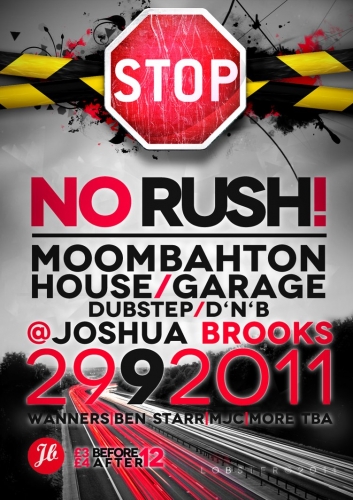 STOP
NO RUSH!
MOOMBAHTON
HOUSE/GARAGE
DUBSTEP/D'N'B
@JOSHUA BROOKS
29 9 2011
WANNERS|BEN STARR|MJC|MORE TBA
Jb
£3 BEFORE 12
£4 AFTER
LOBSTER©2011